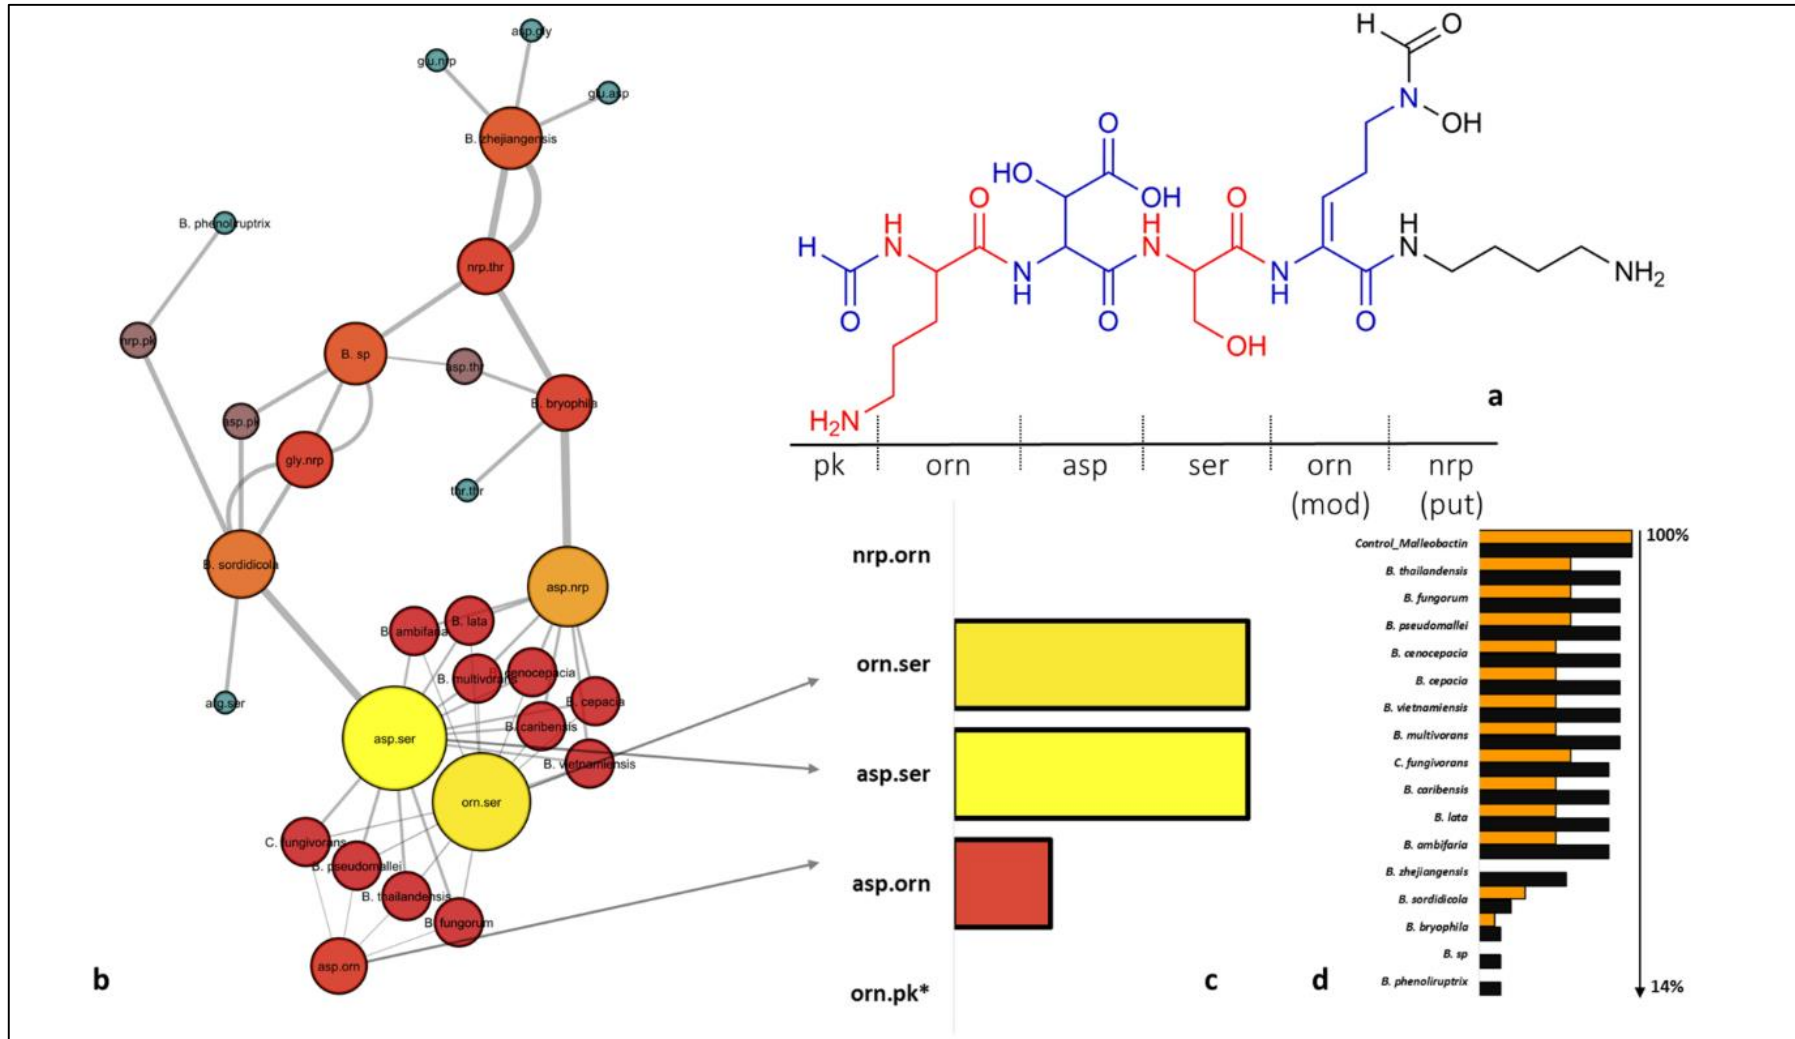 asp.gly
glu.nrp
glu.asp
B. zhejiangensis
B. phenoliruptrix
nrp.thr
nrp.pk
B. sp
asp.thr
asp.pk
B. bryophila
gly.nrp
thr.thr
B. sordidicola
asp.nrp
B. ambifaria
B. lata
B. multivorans
B. cenocepacia
B. cepacia
arg.ser
B. caribensis
asp.ser
B. vietnamiensis
orn.ser
C. fungivorans
B. pseudomallei
B. thailandensis
B. fungorum
asp.orn
b
H
O
N
OH
O
HO
OH
O
H
N
H
N
O
H
N
O
H
N
H
O
N
H
O
NH2
OH
H2N
a
pk
orn
asp
ser
orn
(mod)
nrp
(put)
nrp.orn
orn.ser
asp.ser
asp.orn
orn.pk*
c
d
Control_Malleobactin
B. thailandensis
B. fungorum
B. pseudomallei
B. cenocepacia
B. cepacia
B. vietnamiensis
B. multivorans
C. fungivorans
B. caribensis
B. lata
B. ambifaria
B. zhejiangensis
B. sordidicola
B. bryophila
B. sp
B. phenoliruptrix
100%
14%